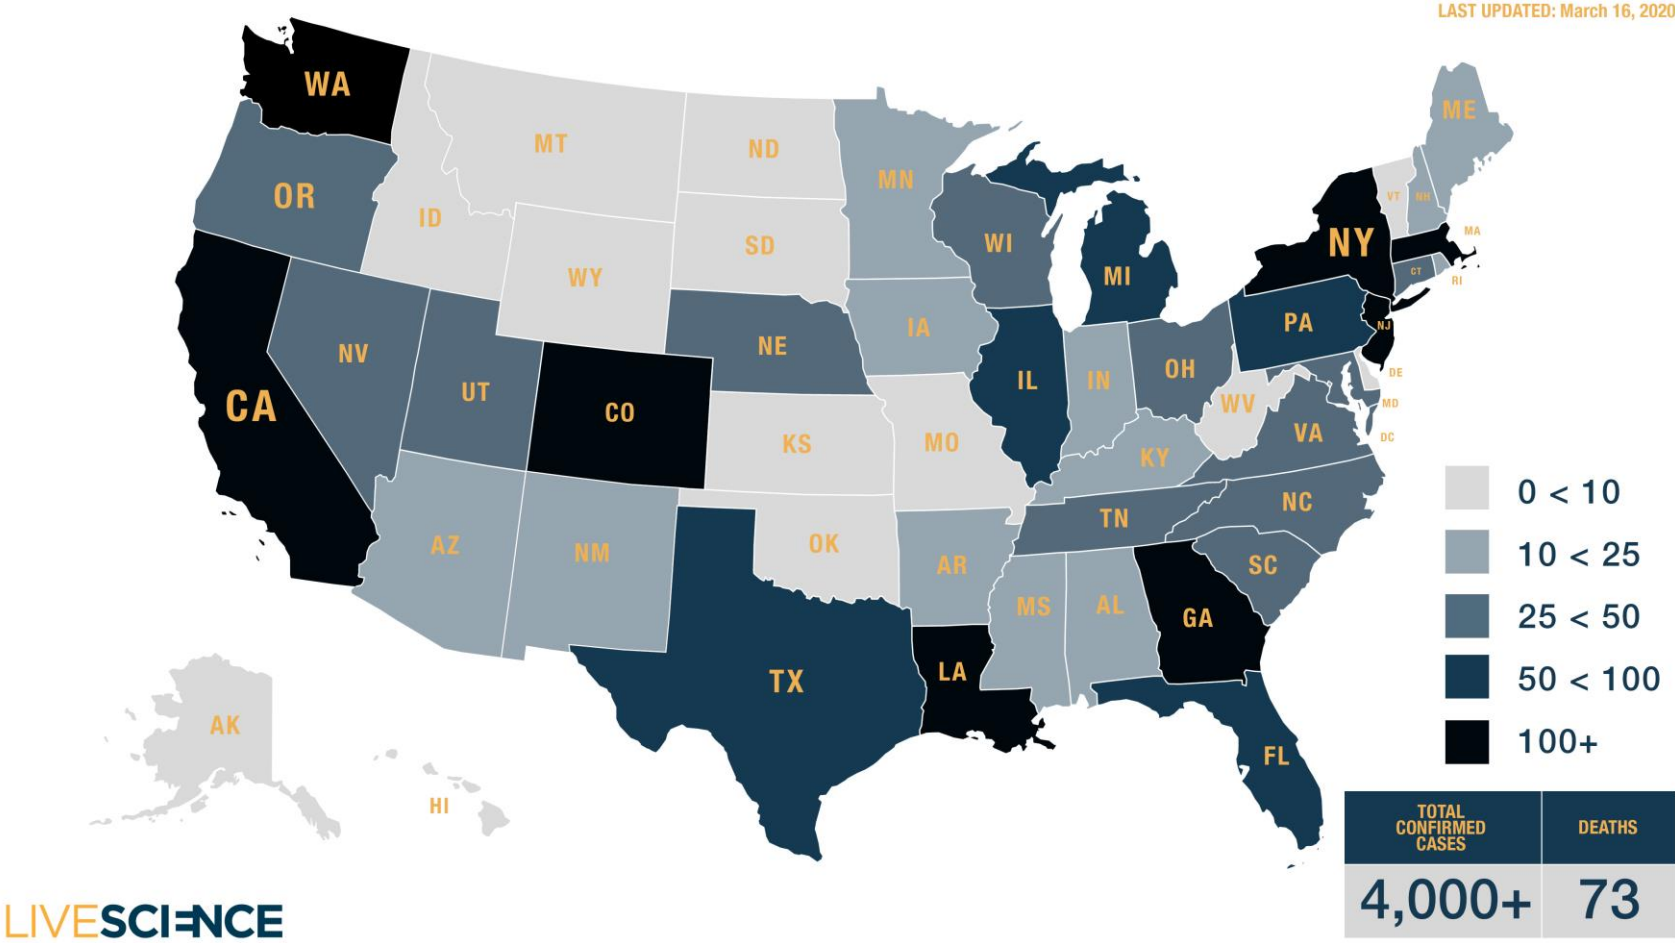 LAST UPDATED: March 16, 2020
WA
MT
ND
MN
ME
OR
ID
SD
WI
VT
NH
NY
MA
WY
MI
CT
RI
IA
PA
NJ
NV
NE
UT
CO
IL
IN
OH
DE
CA
WV
MD
KS
MO
VA
DC
KY
AZ
NM
OK
AR
TN
NC
SC
MS
AL
GA
TX
LA
FL
AK
HI
0 < 10
10 < 25
25 < 50
50 < 100
100+
TOTAL
CONFIRMED
CASES
DEATHS
4,000+
73
LIVESCIENCE